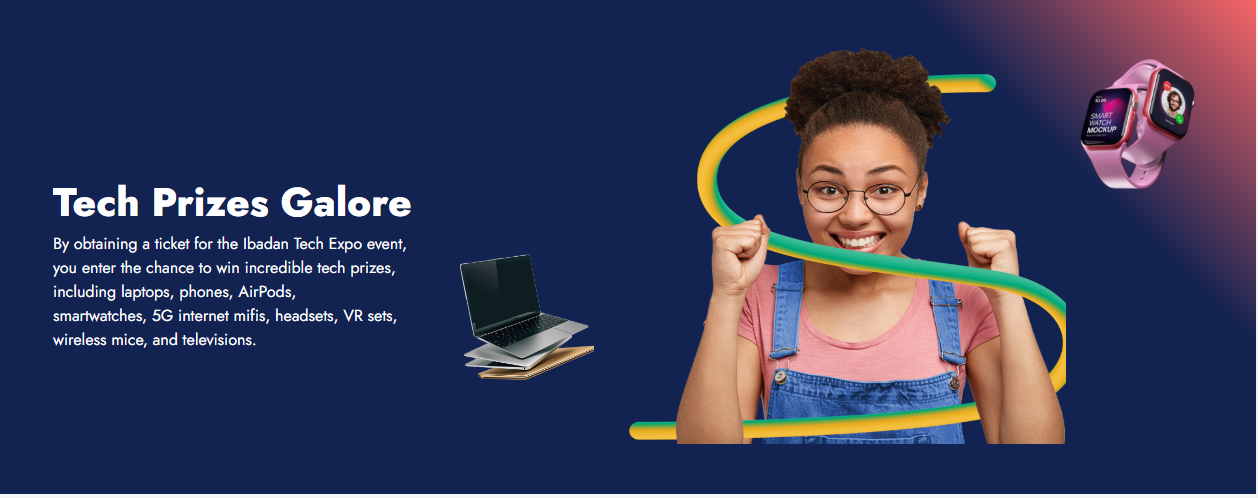 Tech Prizes Galore
By obtaining a ticket for the Ibadan Tech Expo event,
you enter the chance to win incredible tech prizes,
including laptops, phones, AirPods,
smartwatches, 5G internet mifis, headsets, VR sets,
wireless mice, and televisions.
SMART
WATCH
MOCKUP